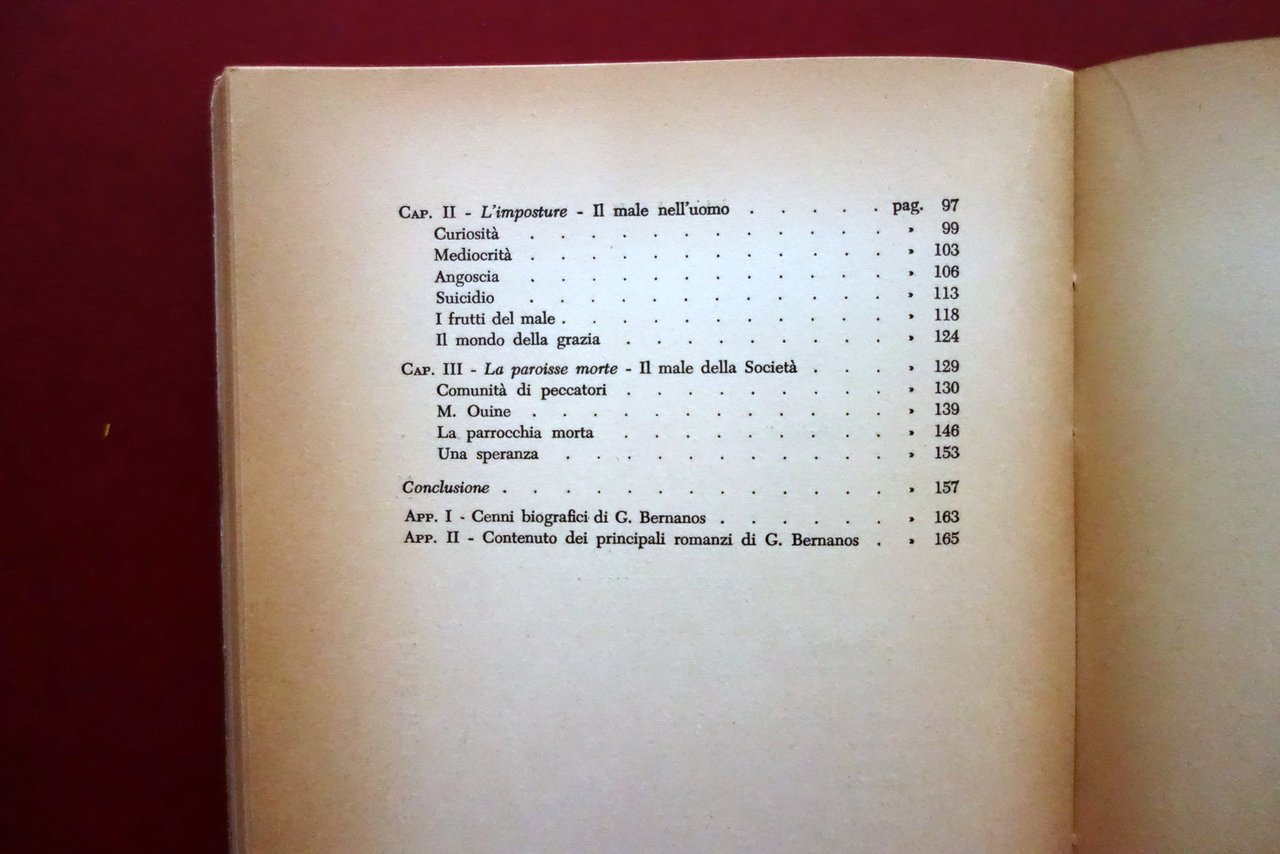 CAP. II - L'imposture - Il male nell'uomo . . . . . pag. 97
Curiosità . . . . . . . . . . . . » 99
Mediocrità . . . . . . . . . . . . » 103
Angoscia . . . . . . . . . . . . » 106
Suicidio . . . . . . . . . . . . » 113
I frutti del male . . . . . . . . . . . » 118
Il mondo della grazia . . . . . . . . . » 124
CAP. III - La paroisse morte - Il male della Società . . . » 129
Comunità di peccatori . . . . . . . . . » 130
M. Ouine . . . . . . . . . . . . » 139
La parrocchia morta . . . . . . . . . » 146
Una speranza . . . . . . . . . . . » 153
Conclusione . . . . . . . . . . . . . » 157
APP. I - Cenni biografici di G. Bernanos . . . . . . » 163
APP. II - Contenuto dei principali romanzi di G. Bernanos . » 165